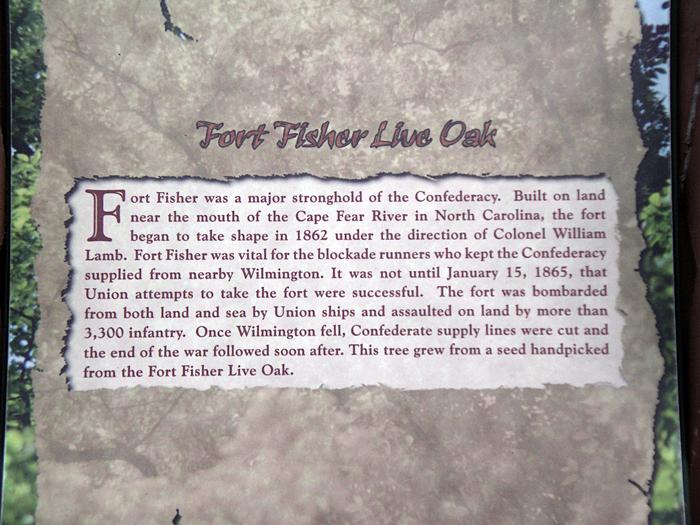 Fort Fisher Live Oak
Fort Fisher was a major stronghold of the Confederacy. Built on land
near the mouth of the Cape Fear River in North Carolina, the fort
began to take shape in 1862 under the direction of Colonel William
Lamb. Fort Fisher was vital for the blockade runners who kept the Confederacy
supplied from nearby Wilmington. It was not until January 15, 1865, that
Union attempts to take the fort were successful. The fort was bombarded
from both land and sea by Union ships and assaulted on land by more than
3,300 infantry. Once Wilmington fell, Confederate supply lines were cut and
the end of the war followed soon after. This tree grew from a seed handpicked
from the Fort Fisher Live Oak.